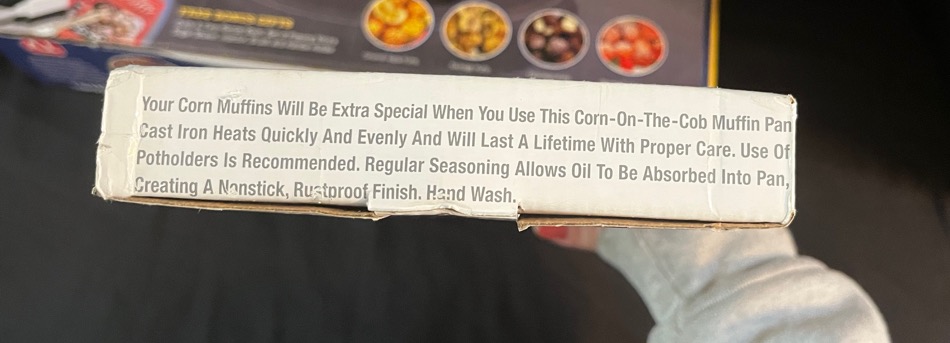 Your Corn Muffins Will Be Extra Special When You Use This Corn-On-The-Cob Muffin Pan
Cast Iron Heats Quickly And Evenly And Will Last A Lifetime With Proper Care. Use Of
Potholders Is Recommended. Regular Seasoning Allows Oil To Be Absorbed Into Pan,
Creating A Nonstick, Rustproof Finish. Hand Wash.